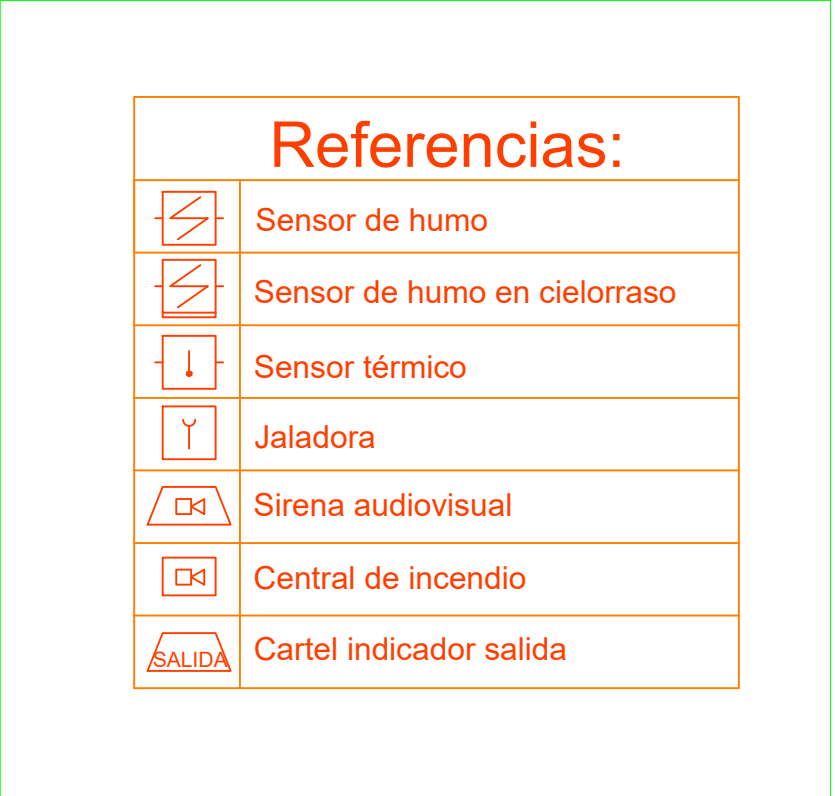 Referencias:
Sensor de humo
Sensor de humo en cielorraso
Sensor térmico
Jaladora
Sirena audiovisual
Central de incendio
SALIDA
Cartel indicador salida